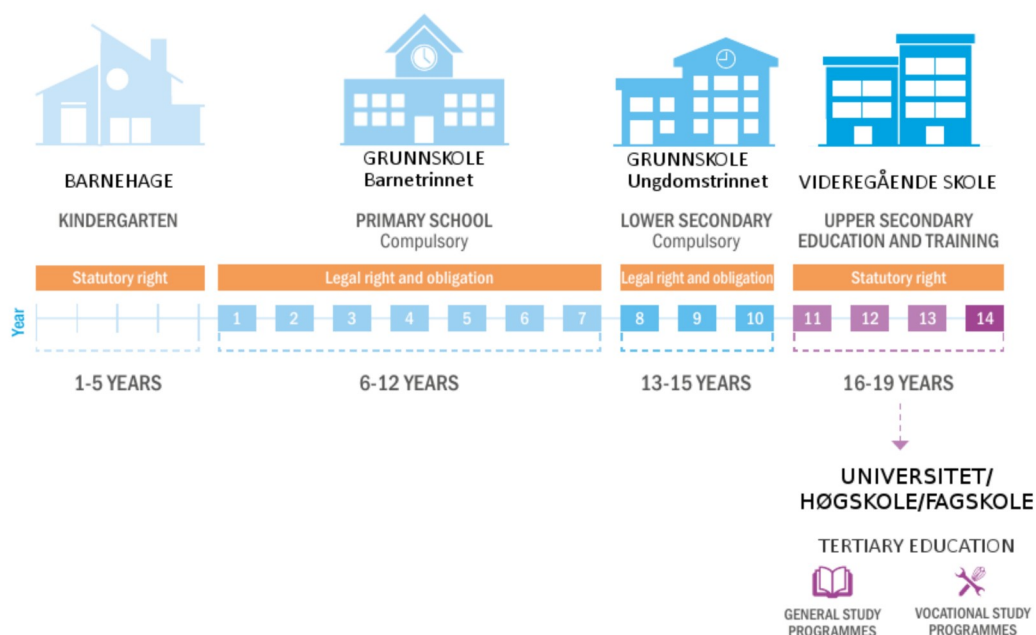 BARNEHAGE
KINDERGARTEN
Statutory right
GRUNNSKOLE
Barnetrinnet
PRIMARY SCHOOL
Compulsory
Legal right and obligation
GRUNNSKOLE
Ungdomstrinnet
LOWER SECONDARY
Compulsory
Legal right and obligation
VIDEREGÅENDE SKOLE
UPPER SECONDARY
EDUCATION AND TRAINING
Statutory right
Year
1 2 3 4 5 6 7 8 9 10 11 12 13 14
1-5 YEARS
6-12 YEARS
13-15 YEARS
16-19 YEARS
UNIVERSITET/
HØGSKOLE/FAGSKOLE
TERTIARY EDUCATION
GENERAL STUDY
PROGRAMMES
VOCATIONAL STUDY
PROGRAMMES